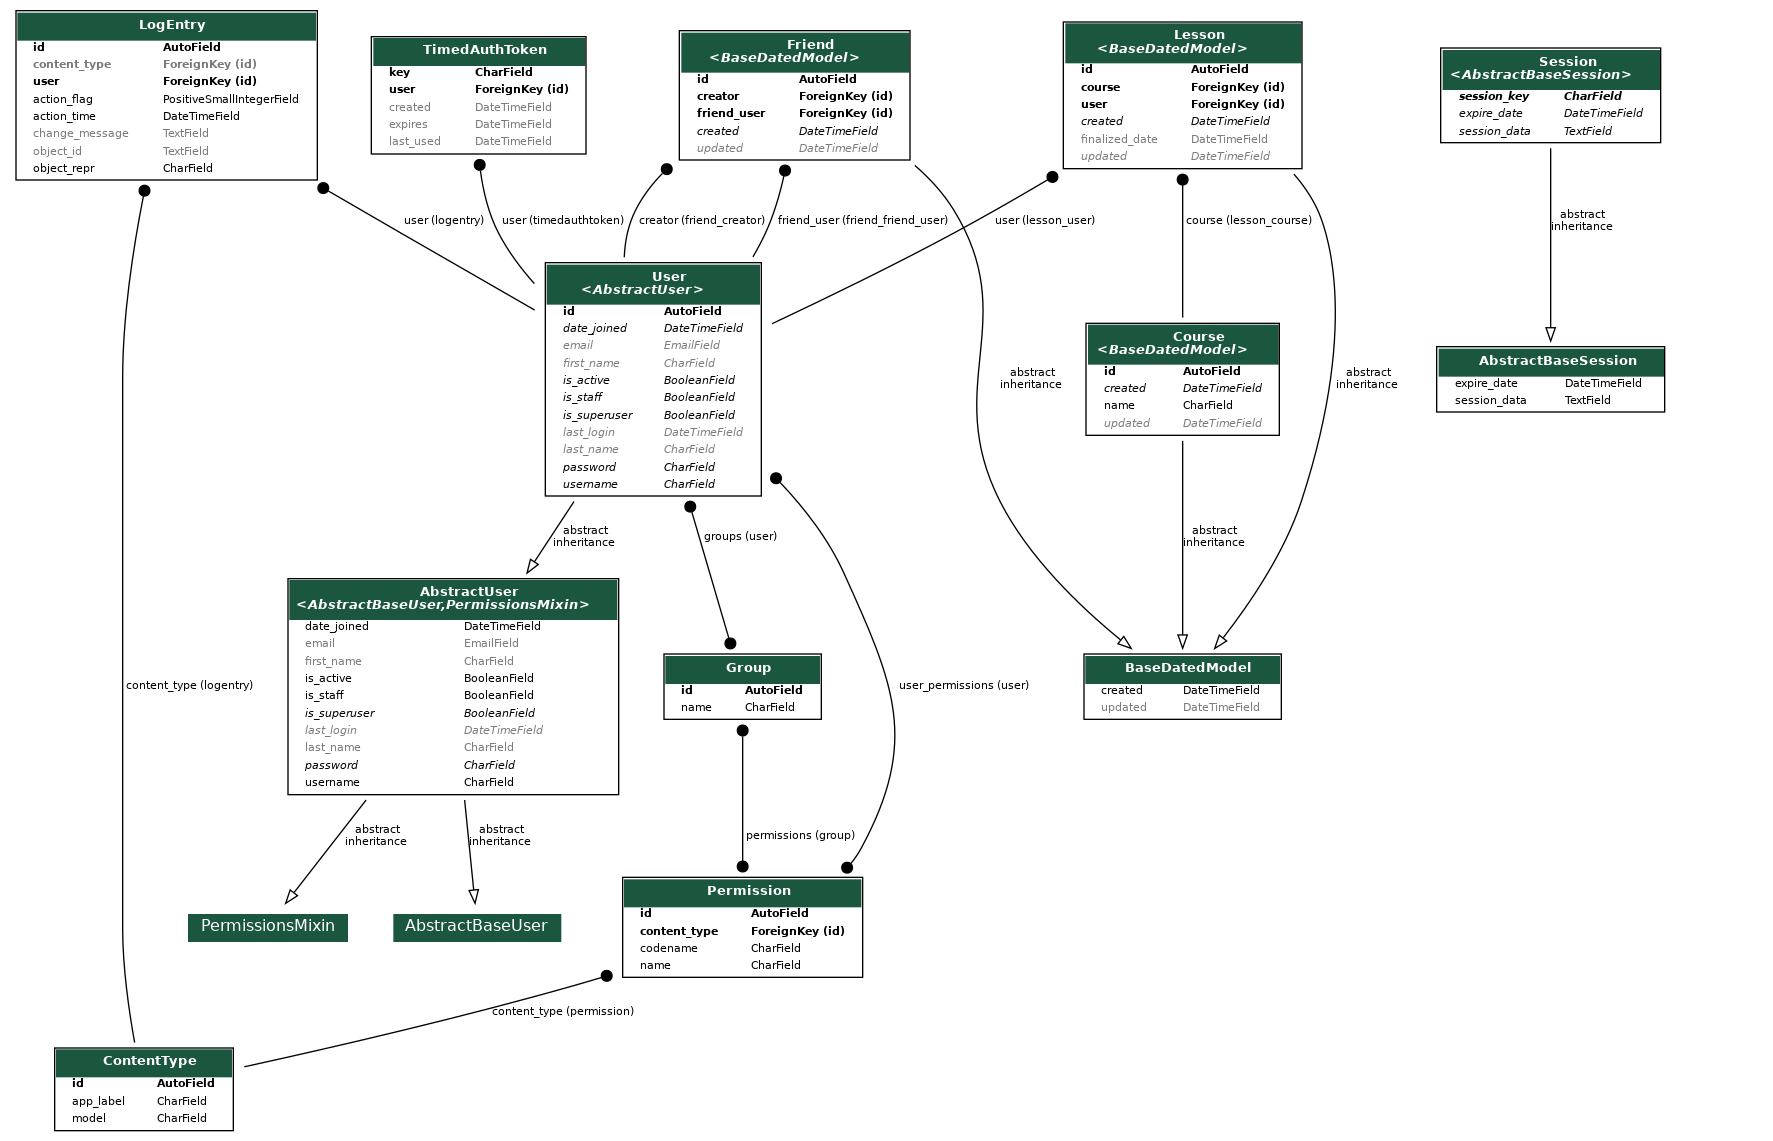 LogEntry
id AutoField
content_type ForeignKey (id)
user ForeignKey (id)
action_flag PositiveSmallIntegerField
action_time DateTimeField
change_message TextField
object_id TextField
object_repr CharField
TimedAuthToken
key CharField
user ForeignKey (id)
created DateTimeField
expires DateTimeField
last_used DateTimeField
Friend
<BaseDatedModel>
id AutoField
creator ForeignKey (id)
friend_user ForeignKey (id)
created DateTimeField
updated DateTimeField
Lesson
<BaseDatedModel>
id AutoField
course ForeignKey (id)
user ForeignKey (id)
created DateTimeField
finalized_date DateTimeField
updated DateTimeField
Session
<AbstractBaseSession>
session_key CharField
expire_date DateTimeField
session_data TextField
user (logentry)
user (timedauthtoken)
creator (friend_creator)
friend_user (friend_friend_user)
user (lesson_user)
course (lesson_course)
abstract
inheritance
User
<AbstractUser>
id AutoField
date_joined DateTimeField
email EmailField
first_name CharField
is_active BooleanField
is_staff BooleanField
is_superuser BooleanField
last_login DateTimeField
last_name CharField
password CharField
username CharField
abstract
inheritance
Course
<BaseDatedModel>
id AutoField
created DateTimeField
name CharField
updated DateTimeField
abstract
inheritance
AbstractBaseSession
expire_date DateTimeField
session_data TextField
abstract
inheritance
groups (user)
abstract
inheritance
AbstractUser
<AbstractBaseUser,PermissionsMixin>
date_joined DateTimeField
email EmailField
first_name CharField
is_active BooleanField
is_staff BooleanField
is_superuser BooleanField
last_login DateTimeField
last_name CharField
password CharField
username CharField
content_type (logentry)
Group
id AutoField
name CharField
user_permissions (user)
BaseDatedModel
created DateTimeField
updated DateTimeField
abstract
inheritance
abstract
inheritance
permissions (group)
PermissionsMixin
AbstractBaseUser
Permission
id AutoField
content_type ForeignKey (id)
codename CharField
name CharField
content_type (permission)
ContentType
id AutoField
app_label CharField
model CharField